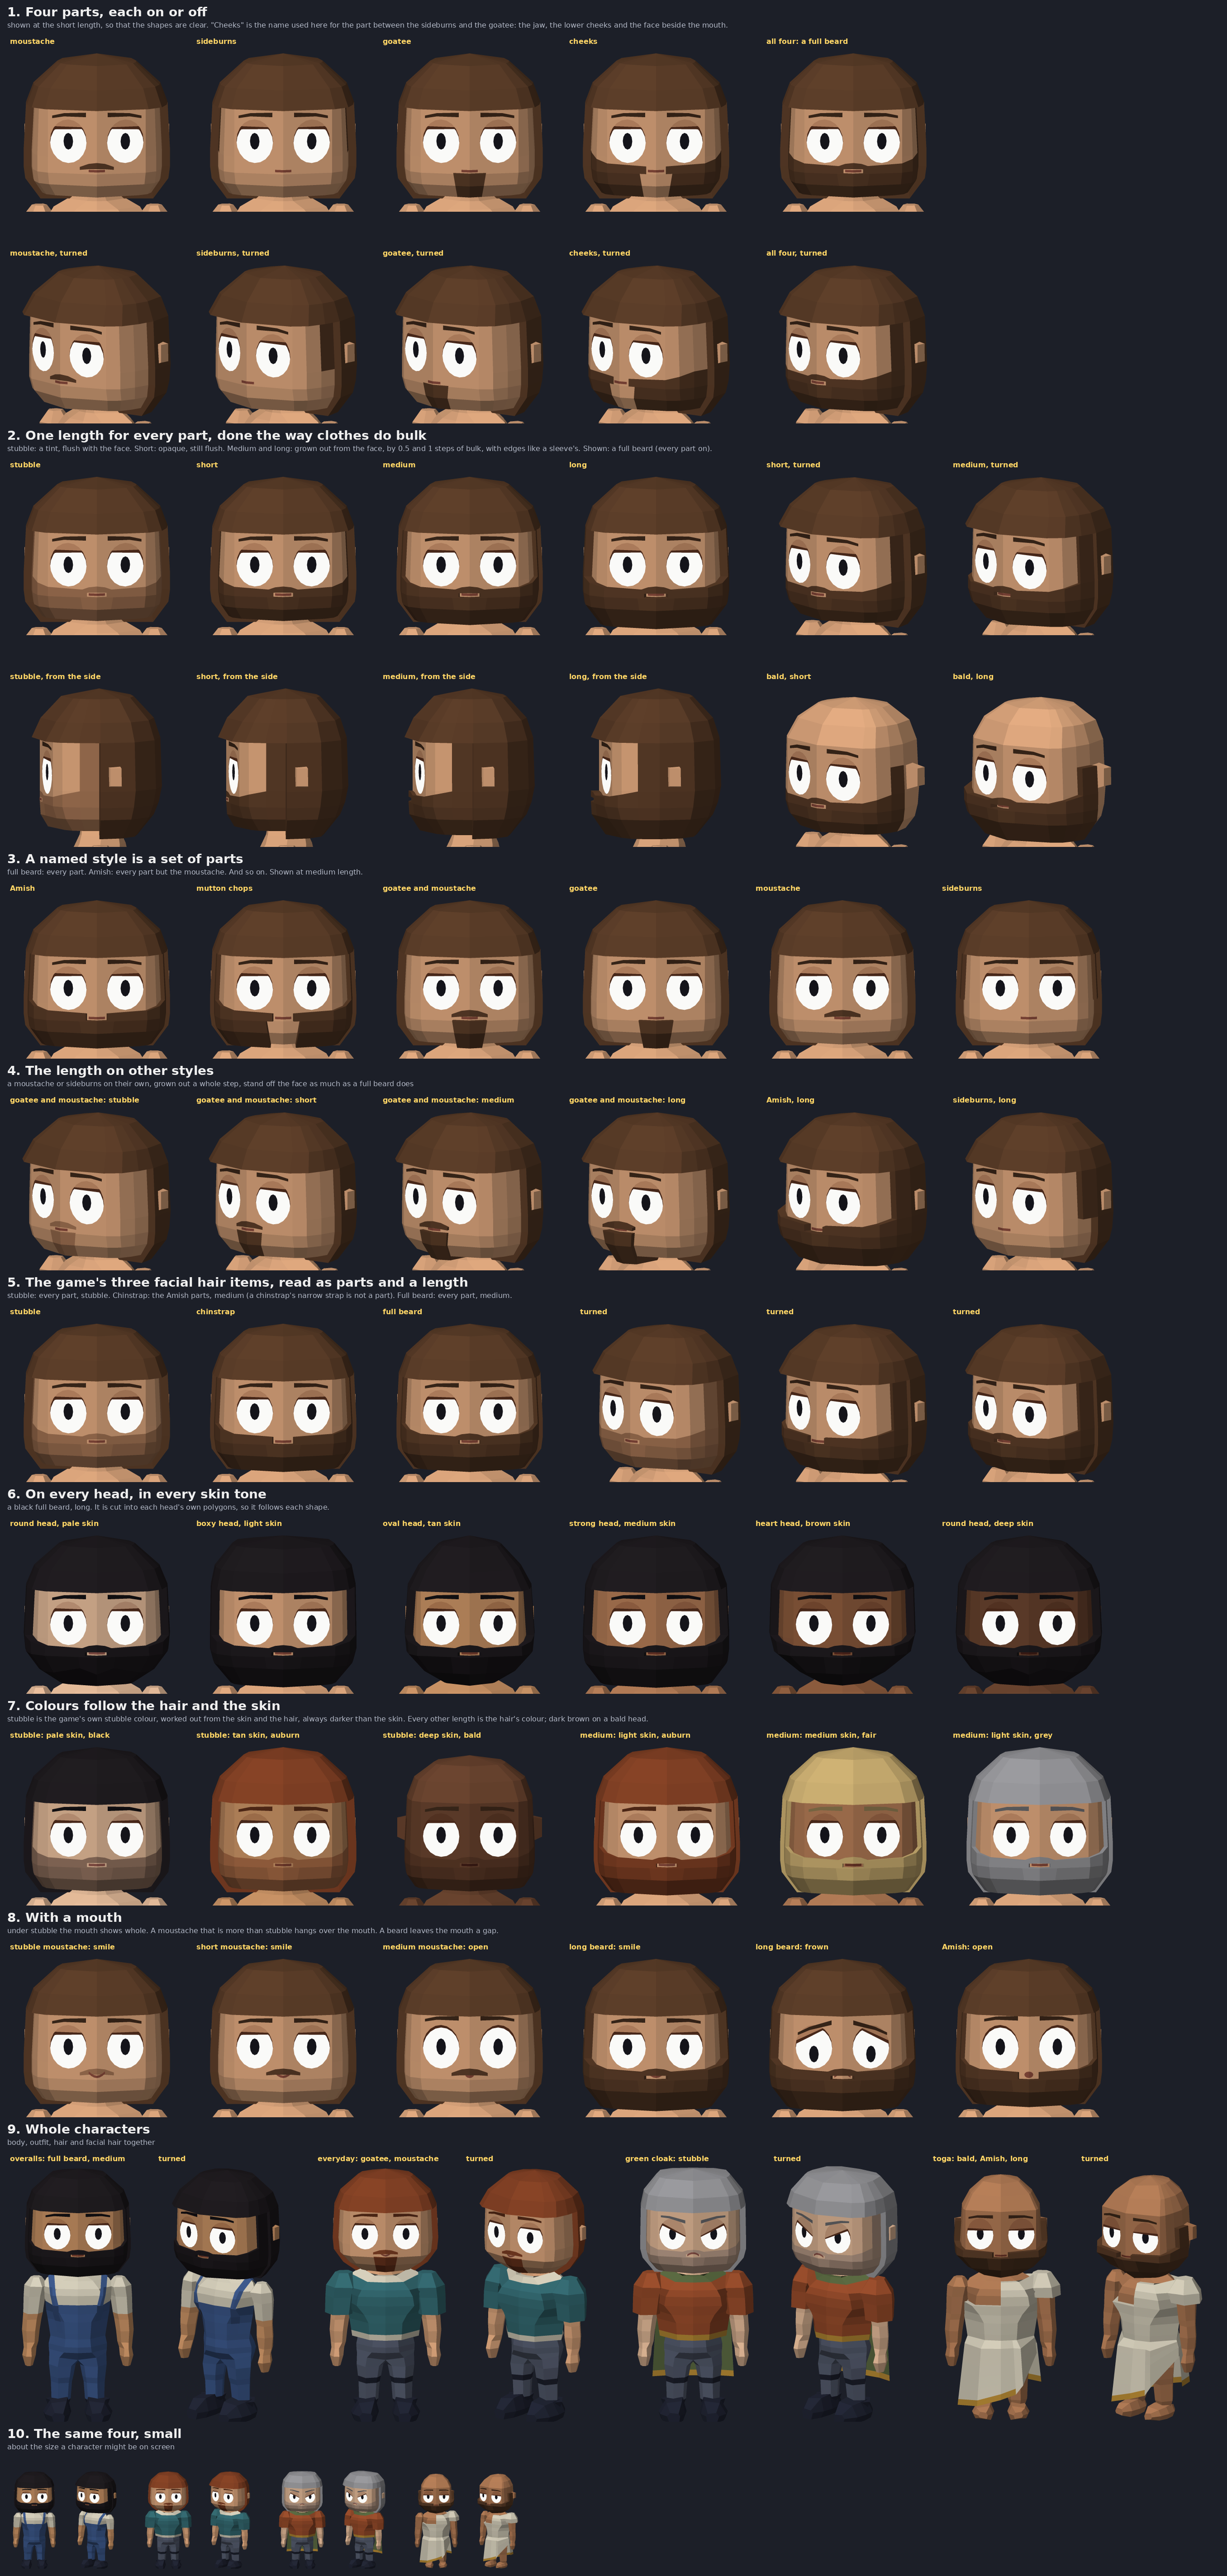 1. Four parts, each on or off
shown at the short length, so that the shapes are clear. "Cheeks" is the name used here for the part between the sideburns and the goatee: the jaw, the lower cheeks and the face beside the mouth.
moustache sideburns goatee cheeks all four: a full beard
moustache, turned sideburns, turned goatee, turned cheeks, turned all four, turned
2. One length for every part, done the way clothes do bulk
stubble: a tint, flush with the face. Short: opaque, still flush. Medium and long: grown out from the face, by 0.5 and 1 steps of bulk, with edges like a sleeve's. Shown: a full beard (every part on).
stubble short medium long short, turned medium, turned
stubble, from the side short, from the side medium, from the side long, from the side bald, short bald, long
3. A named style is a set of parts
full beard: every part. Amish: every part but the moustache. And so on. Shown at medium length.
Amish mutton chops goatee and moustache goatee moustache sideburns
4. The length on other styles
a moustache or sideburns on their own, grown out a whole step, stand off the face as much as a full beard does
goatee and moustache: stubble goatee and moustache: short goatee and moustache: medium goatee and moustache: long Amish, long sideburns, long
5. The game's three facial hair items, read as parts and a length
stubble: every part, stubble. Chinstrap: the Amish parts, medium (a chinstrap's narrow strap is not a part). Full beard: every part, medium.
stubble chinstrap full beard turned turned turned
6. On every head, in every skin tone
a black full beard, long. It is cut into each head's own polygons, so it follows each shape.
round head, pale skin boxy head, light skin oval head, tan skin strong head, medium skin heart head, brown skin round head, deep skin
7. Colours follow the hair and the skin
stubble is the game's own stubble colour, worked out from the skin and the hair, always darker than the skin. Every other length is the hair's colour; dark brown on a bald head.
stubble: pale skin, black stubble: tan skin, auburn stubble: deep skin, bald medium: light skin, auburn medium: medium skin, fair medium: light skin, grey
8. With a mouth
under stubble the mouth shows whole. A moustache that is more than stubble hangs over the mouth. A beard leaves the mouth a gap.
stubble moustache: smile short moustache: smile medium moustache: open long beard: smile long beard: frown Amish: open
9. Whole characters
body, outfit, hair and facial hair together
overalls: full beard, medium turned everyday: goatee, moustache turned green cloak: stubble turned toga: bald, Amish, long turned
10. The same four, small
about the size a character might be on screen